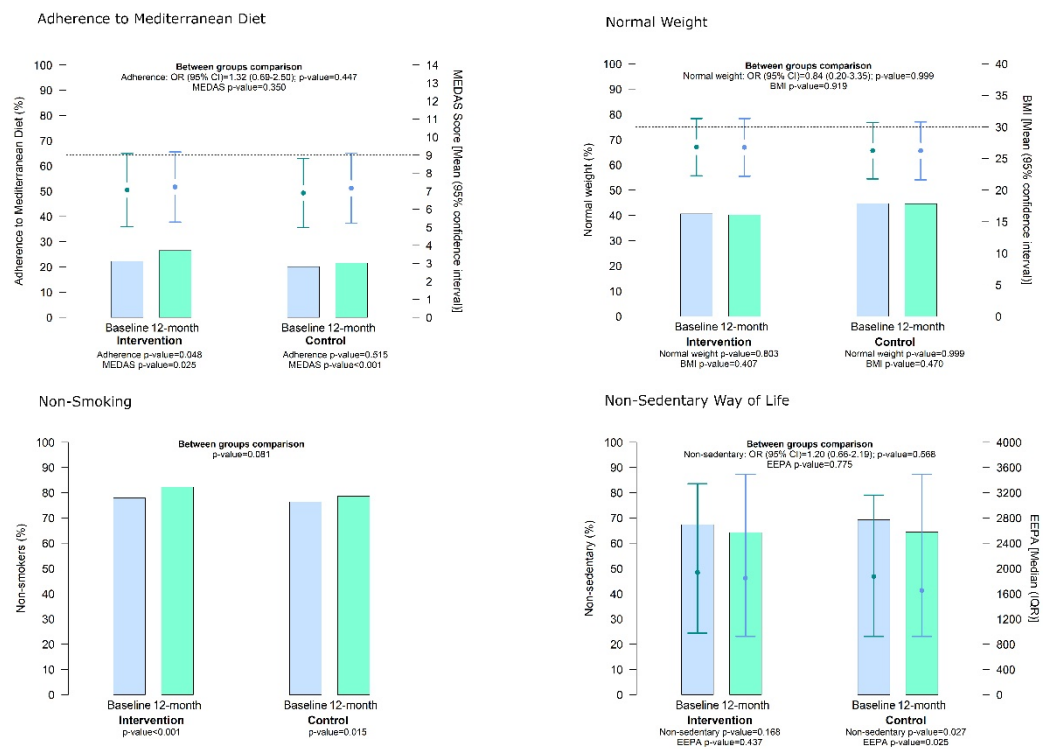 Adherence to Mediterranean Diet
Between groups comparison
Adherence: OR (95% CI)=1.32 (0.69-2.50); p-value=0.447
MEDAS p-value=0.350
Adherence to Mediterranean Diet (%)
100
90
80
70
60
50
40
30
20
10
0
MEDAS Score [Mean (95% confidence interval)]
14
13
12
11
10
9
8
7
6
5
4
3
2
1
0
Baseline 12-month
Intervention
Adherence p-value=0.048
MEDAS p-value=0.025
Baseline 12-month
Control
Adherence p-value=0.515
MEDAS p-value<0.001
Normal Weight
Between groups comparison
Normal weight: OR (95% CI)=0.84 (0.20-3.35); p-value=0.999
BMI p-value=0.919
Normal weight (%)
100
90
80
70
60
50
40
30
20
10
0
BMI [Mean (95% confidence interval)]
40
35
30
25
20
15
10
5
0
Baseline 12-month
Intervention
Normal weight p-value=0.803
BMI p-value=0.407
Baseline 12-month
Control
Normal weight p-value=0.999
BMI p-value=0.470
Non-Smoking
Between groups comparison
p-value=0.081
Non-smokers (%)
100
90
80
70
60
50
40
30
20
10
0
Baseline 12-month
Intervention
p-value<0.001
Baseline 12-month
Control
p-value=0.015
Non-Sedentary Way of Life
Between groups comparison
Non-sedentary: OR (95% CI)=1.20 (0.66-2.19); p-value=0.566
EEPA p-value=0.775
Non-sedentary (%)
100
90
80
70
60
50
40
30
20
10
0
EEPA [Median (IQR)]
4000
3600
3200
2800
2400
2000
1600
1200
800
400
0
Baseline 12-month
Intervention
Non-sedentary p-value=0.168
EEPA p-value=0.437
Baseline 12-month
Control
Non-sedentary p-value=0.027
EEPA p-value=0.025